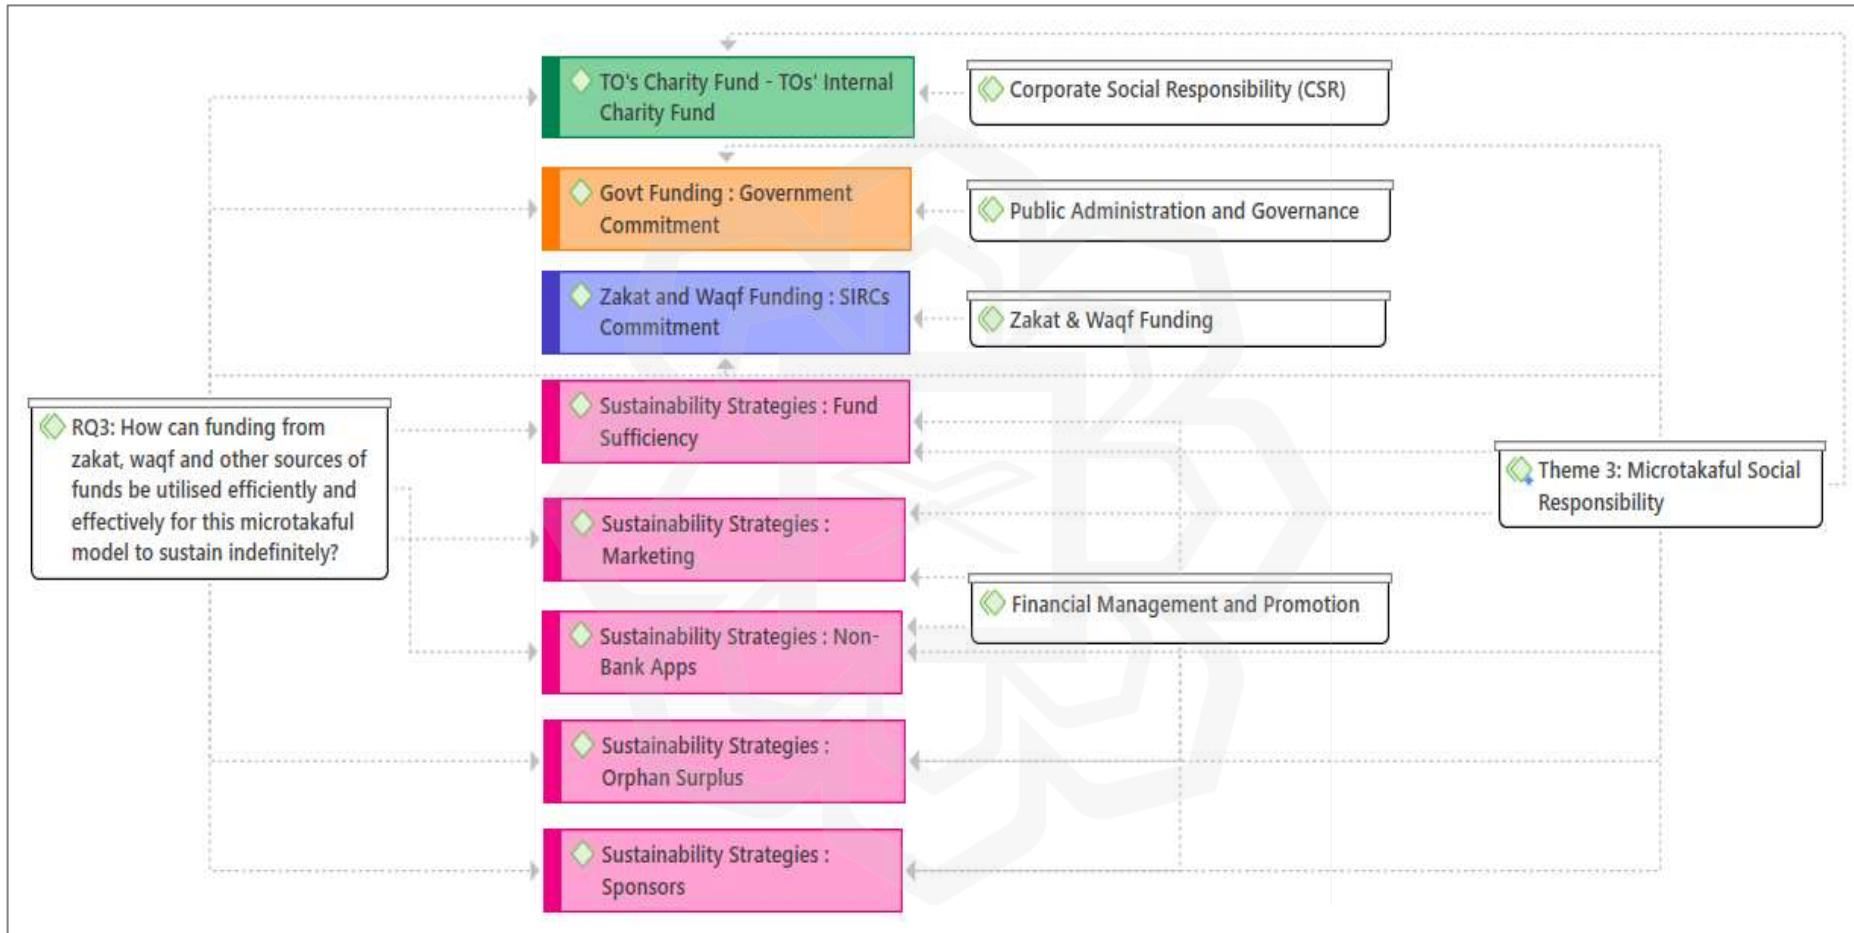 TO's Charity Fund - TOs' Internal
Charity Fund
Corporate Social Responsibility (CSR)
Govt Funding : Government
Commitment
Public Administration and Governance
Zakat and Waqf Funding : SIRCs
Commitment
Zakat & Waqf Funding
RQ3: How can funding from
zakat, waqf and other sources of
funds be utilised efficiently and
effectively for this microtakaful
model to sustain indefinitely?
Sustainability Strategies : Fund
Sufficiency
Theme 3: Microtakaful Social
Responsibility
Sustainability Strategies :
Marketing
Financial Management and Promotion
Sustainability Strategies : Non-
Bank Apps
Sustainability Strategies :
Orphan Surplus
Sustainability Strategies :
Sponsors